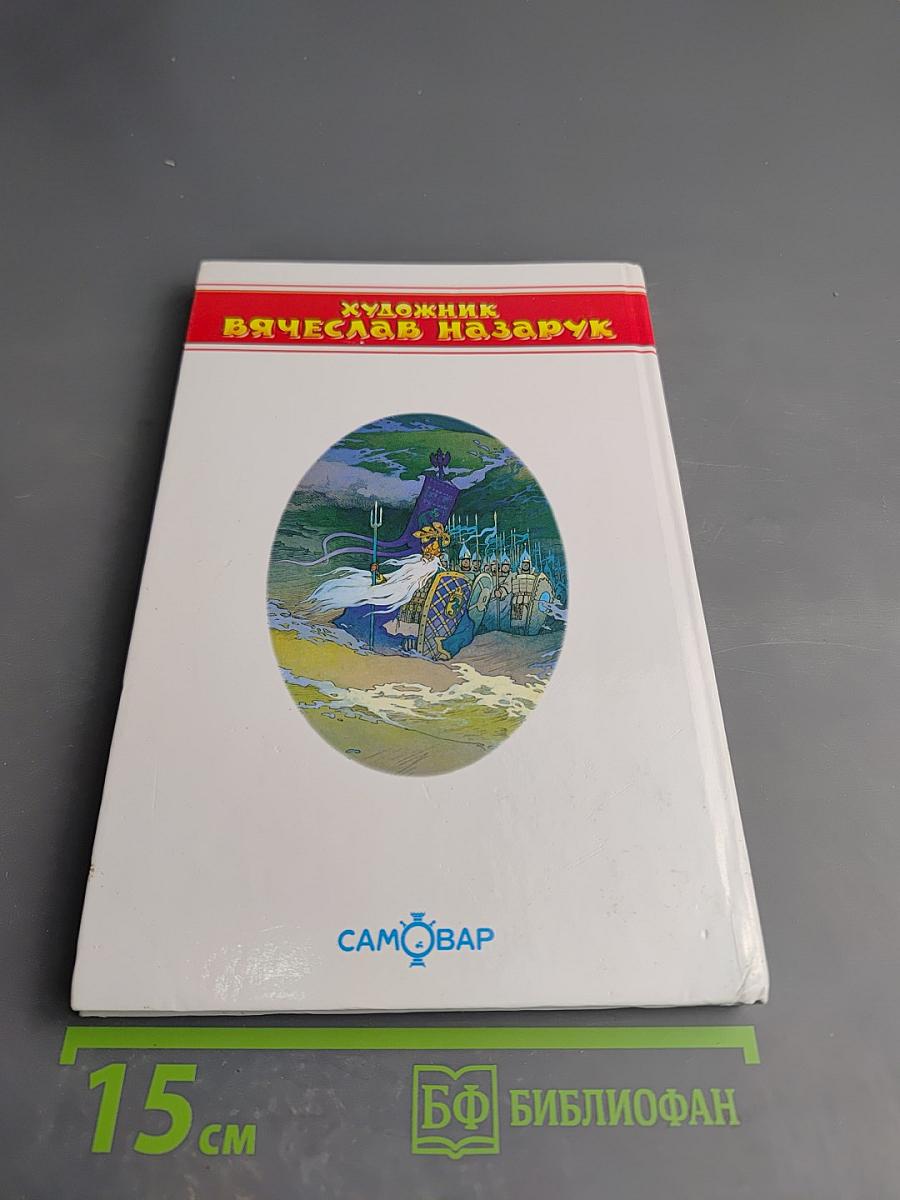 ХУДОЖНИК
ВЯЧЕСЛАВ НАЗАРУК
САМОВАР
15 см
БФ БИБЛИОФАН